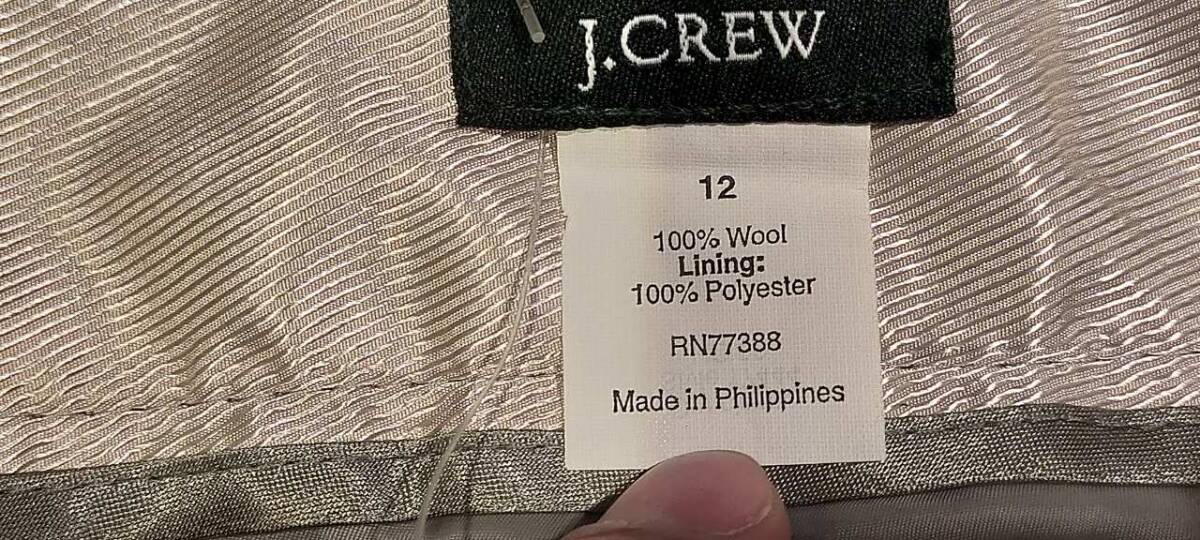 J.CREW
12
100% Wool
Lining:
100% Polyester
RN77388
Made in Philippines